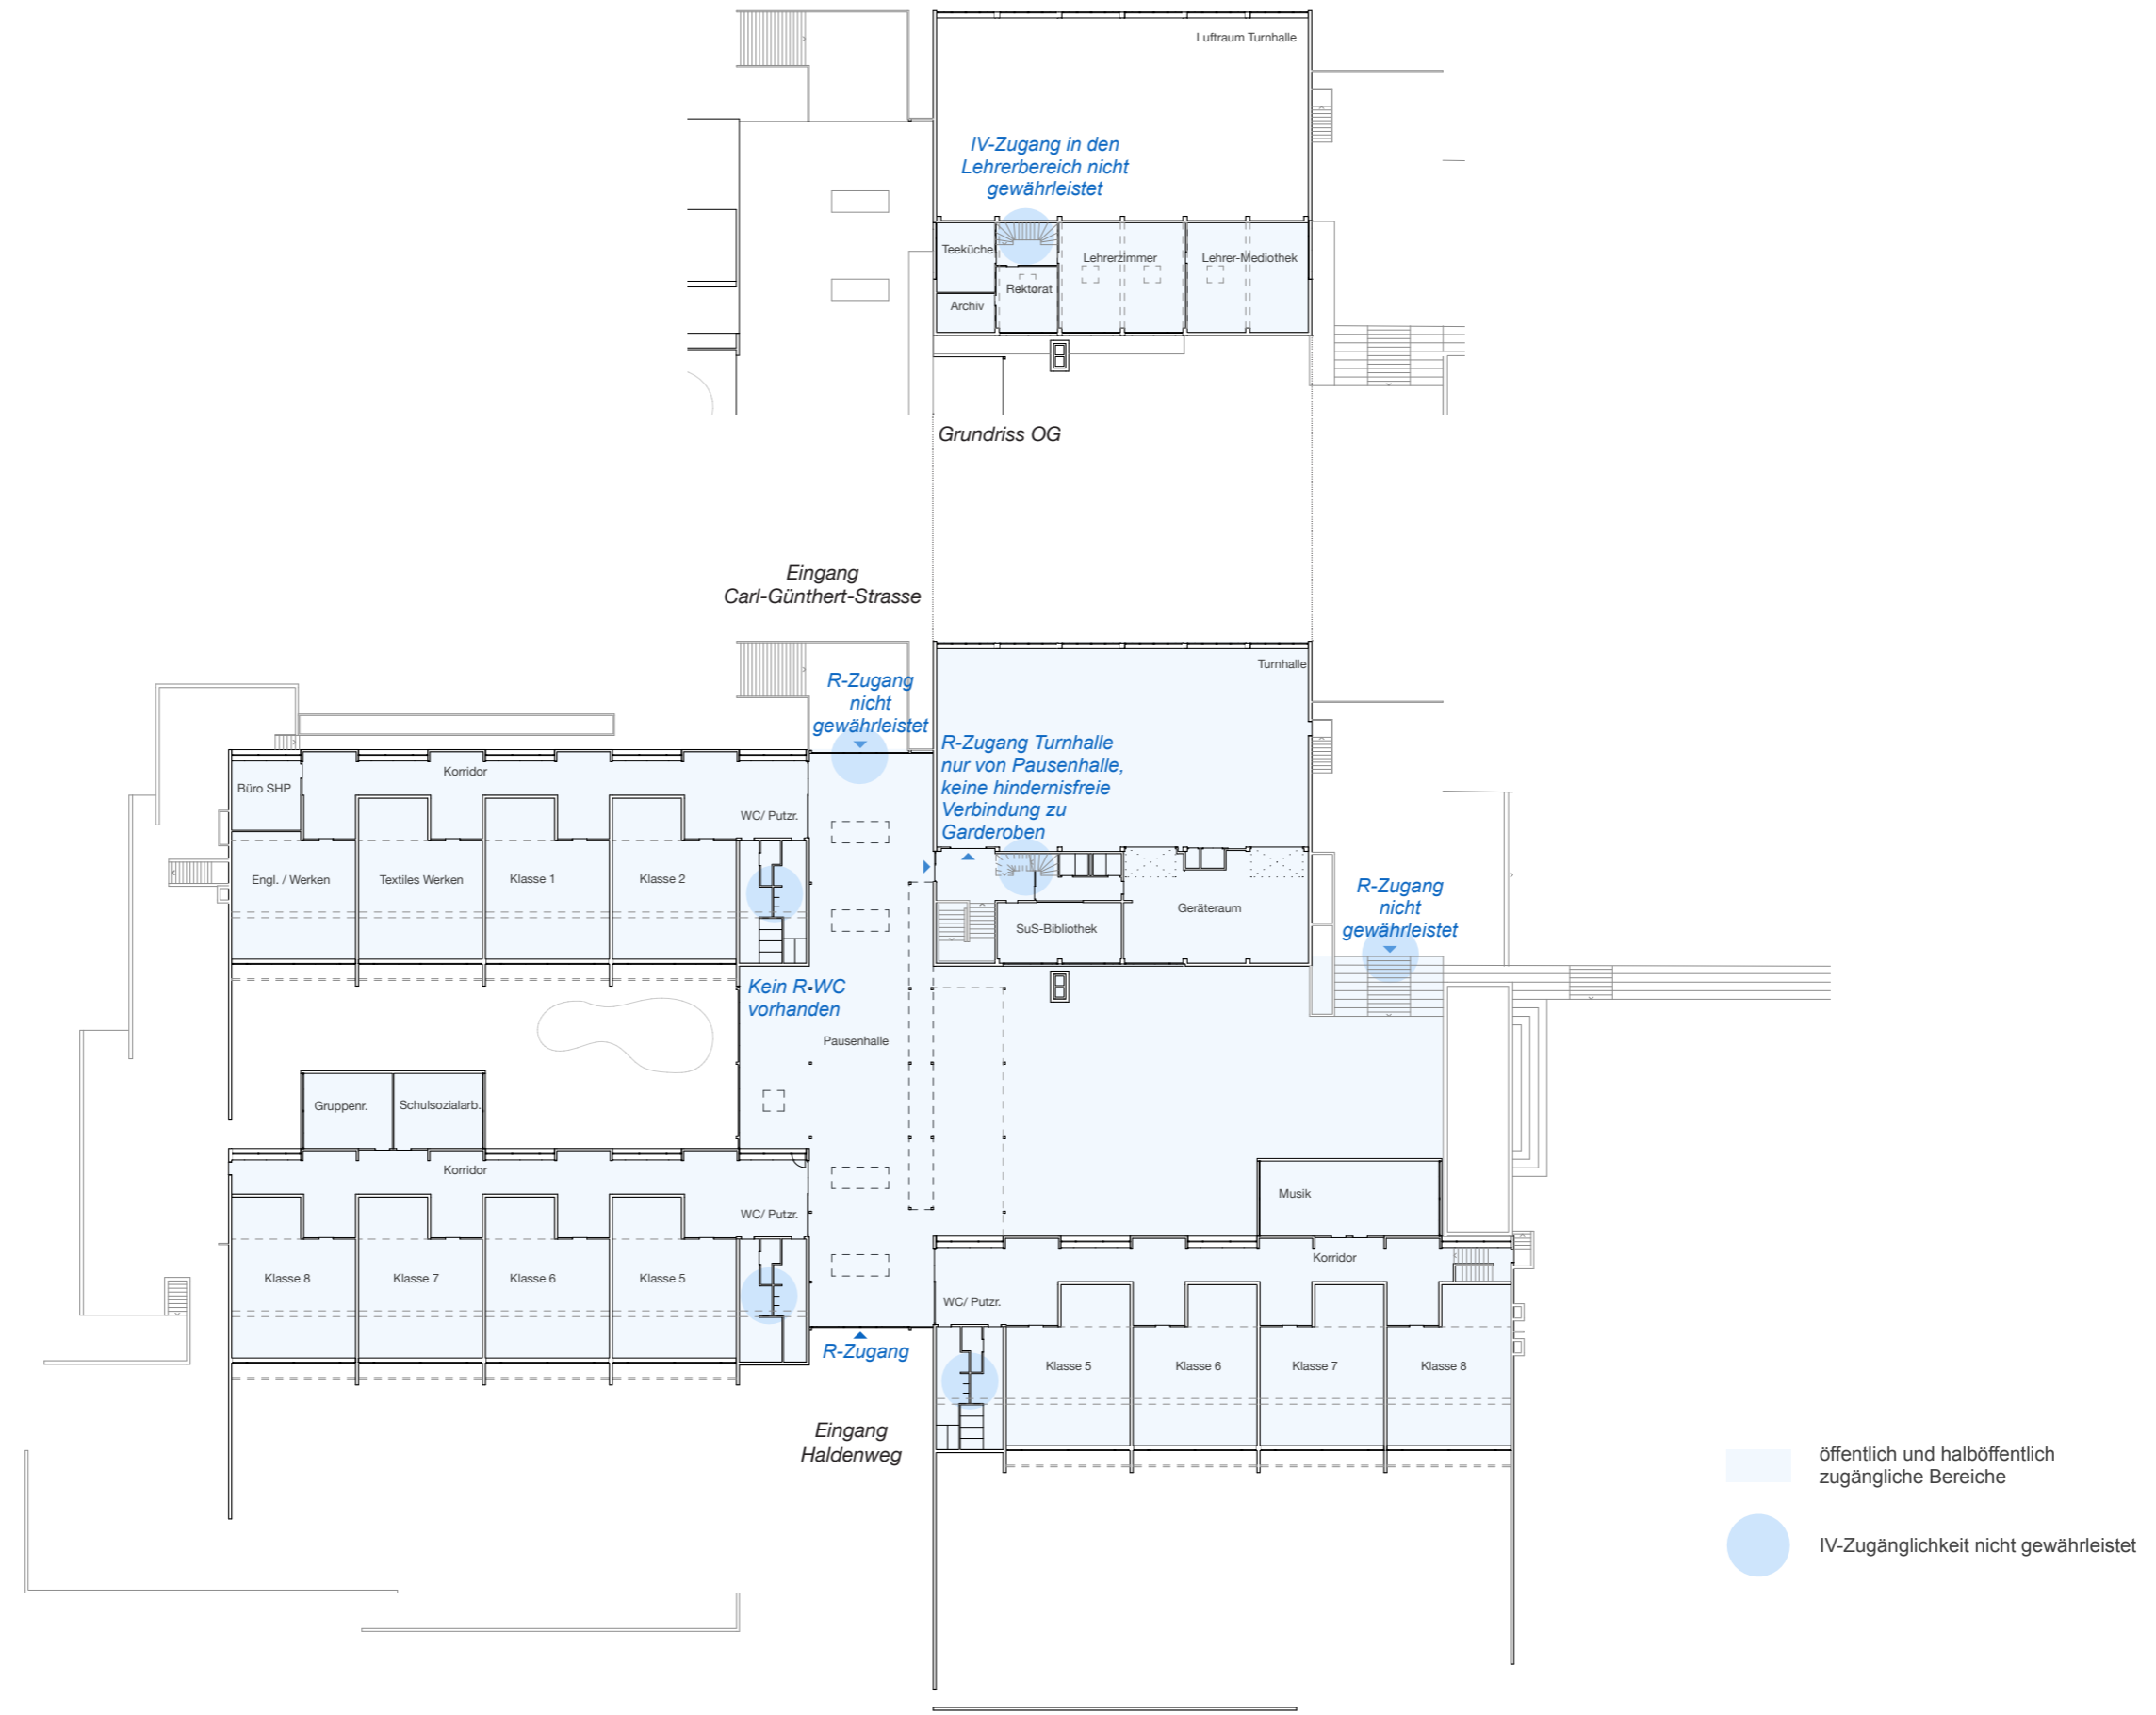 Luftraum Turnhalle
IV-Zugang in den
Lehrerbereich nicht
gewährleistet
Teeküche
Lehrerzimmer
Lehrer-Mediothek
Rektorat
Archiv
Grundriss OG
Eingang
Carl-Günthert-Strasse
Turnhalle
R-Zugang
nicht
gewährleistet
R-Zugang Turnhalle
nur von Pausenhalle,
keine hindernisfreie
Verbindung zu
Garderoben
Korridor
Büro SHP
WC/ Putzr.
Engl. / Werken
Textiles Werken
Klasse 1
Klasse 2
R-Zugang
nicht
gewährleistet
Geräteraum
SuS-Bibliothek
Kein R-WC
vorhanden
Pausenhalle
Gruppenr.
Schulsozialarb.
Korridor
WC/ Putzr.
Musik
Klasse 8
Klasse 7
Klasse 6
Klasse 5
Korridor
WC/ Putzr.
R-Zugang
Klasse 5
Klasse 6
Klasse 7
Klasse 8
Eingang
Haldenweg
öffentlich und halböffentlich
zugängliche Bereiche
IV-Zugänglichkeit nicht gewährleistet